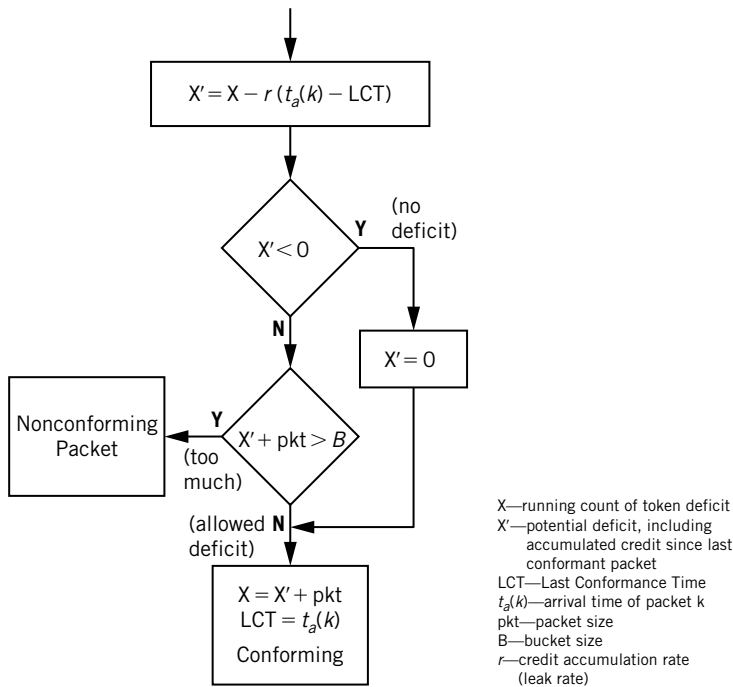 X′ = X − r (tₐ(k) − LCT)
(no
deficit)
Y
X′ < 0
N
X′ = 0
Nonconforming
Packet
Y
(too
much)
X′ + pkt > B
(allowed
deficit)
N
X = X′ + pkt
LCT = tₐ(k)
Conforming
X—running count of token deficit
X′—potential deficit, including
accumulated credit since last
conformant packet
LCT—Last Conformance Time
tₐ(k)—arrival time of packet k
pkt—packet size
B—bucket size
r—credit accumulation rate
(leak rate)